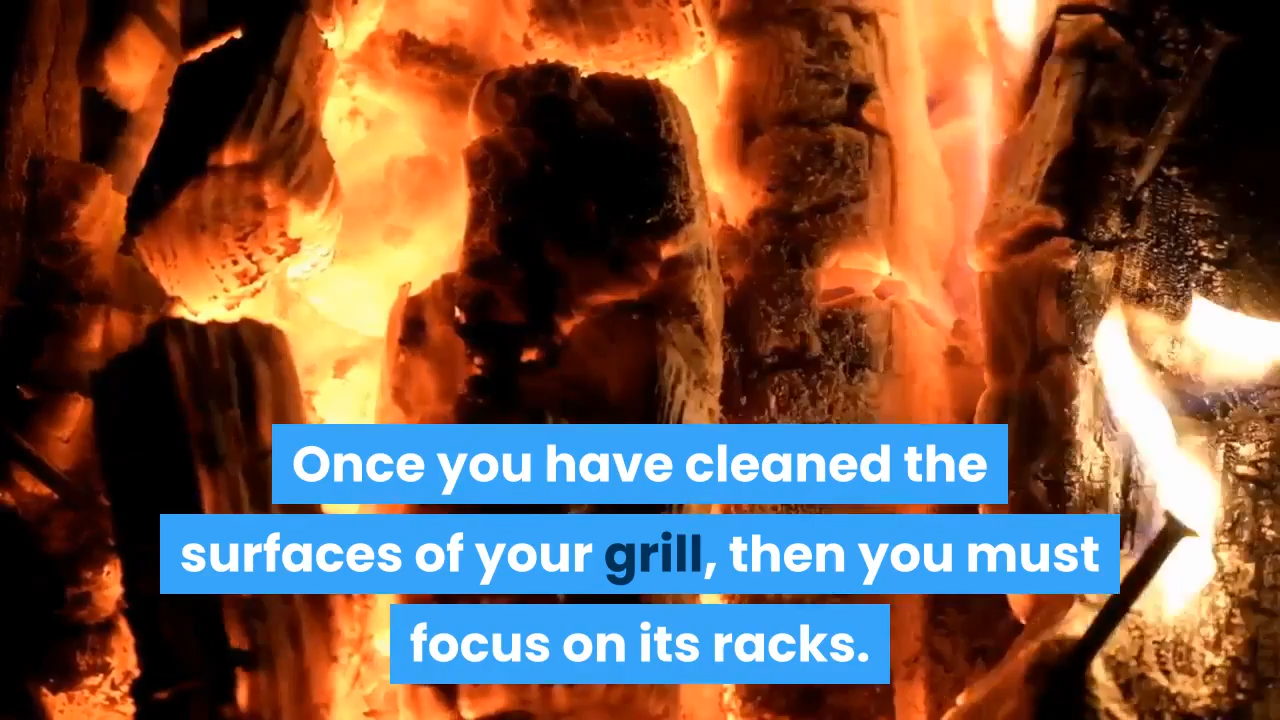 Once you have cleaned the
surfaces of your grill, then you must
focus on its racks.